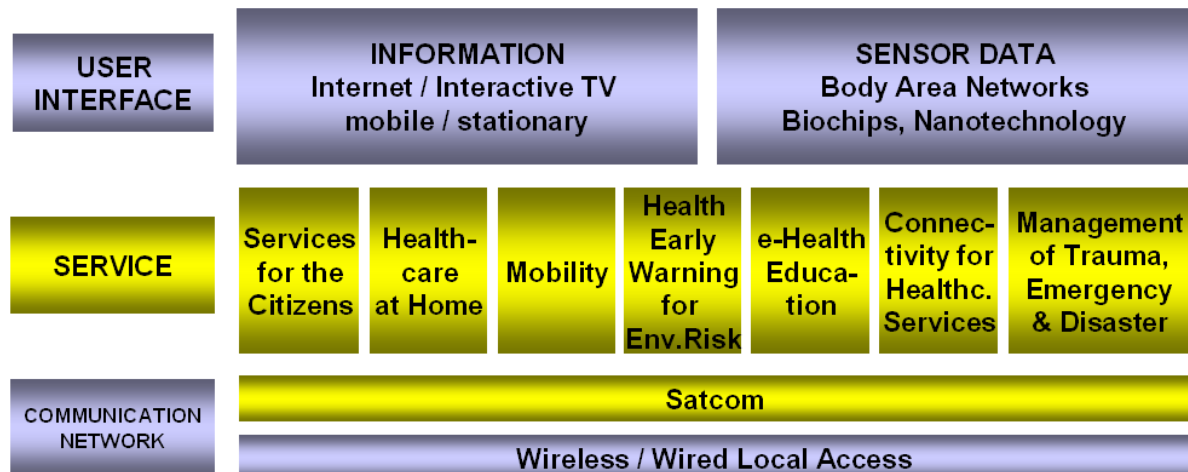 USER
INTERFACE
INFORMATION
Internet / Interactive TV
mobile / stationary
SENSOR DATA
Body Area Networks
Biochips, Nanotechnology
SERVICE
Services
for the
Citizens
Health-
care
at Home
Mobility
Health
Early
Warning
for
Env.Risk
e-Health
Educa-
tion
Connec-
tivity for
Healthc.
Services
Management
of Trauma,
Emergency
& Disaster
COMMUNICATION
NETWORK
Satcom
Wireless / Wired Local Access